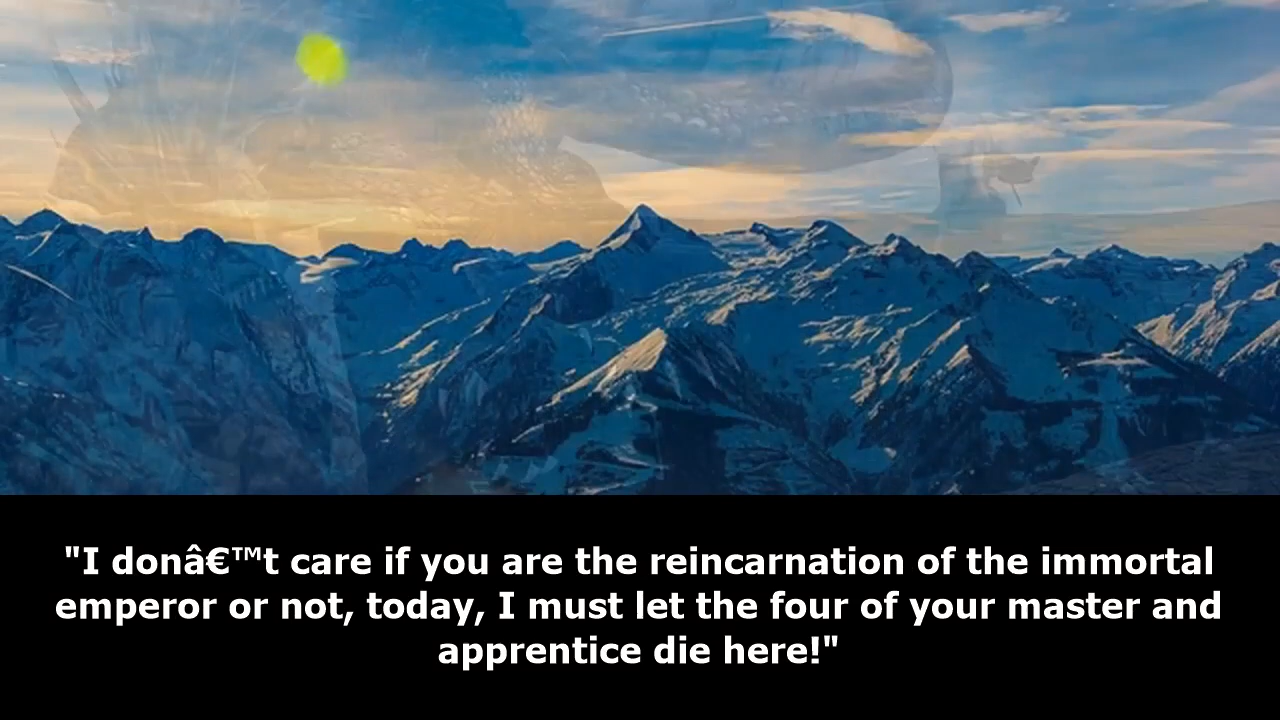 "I donâ€™t care if you are the reincarnation of the immortal
emperor or not, today, I must let the four of your master and
apprentice die here!"